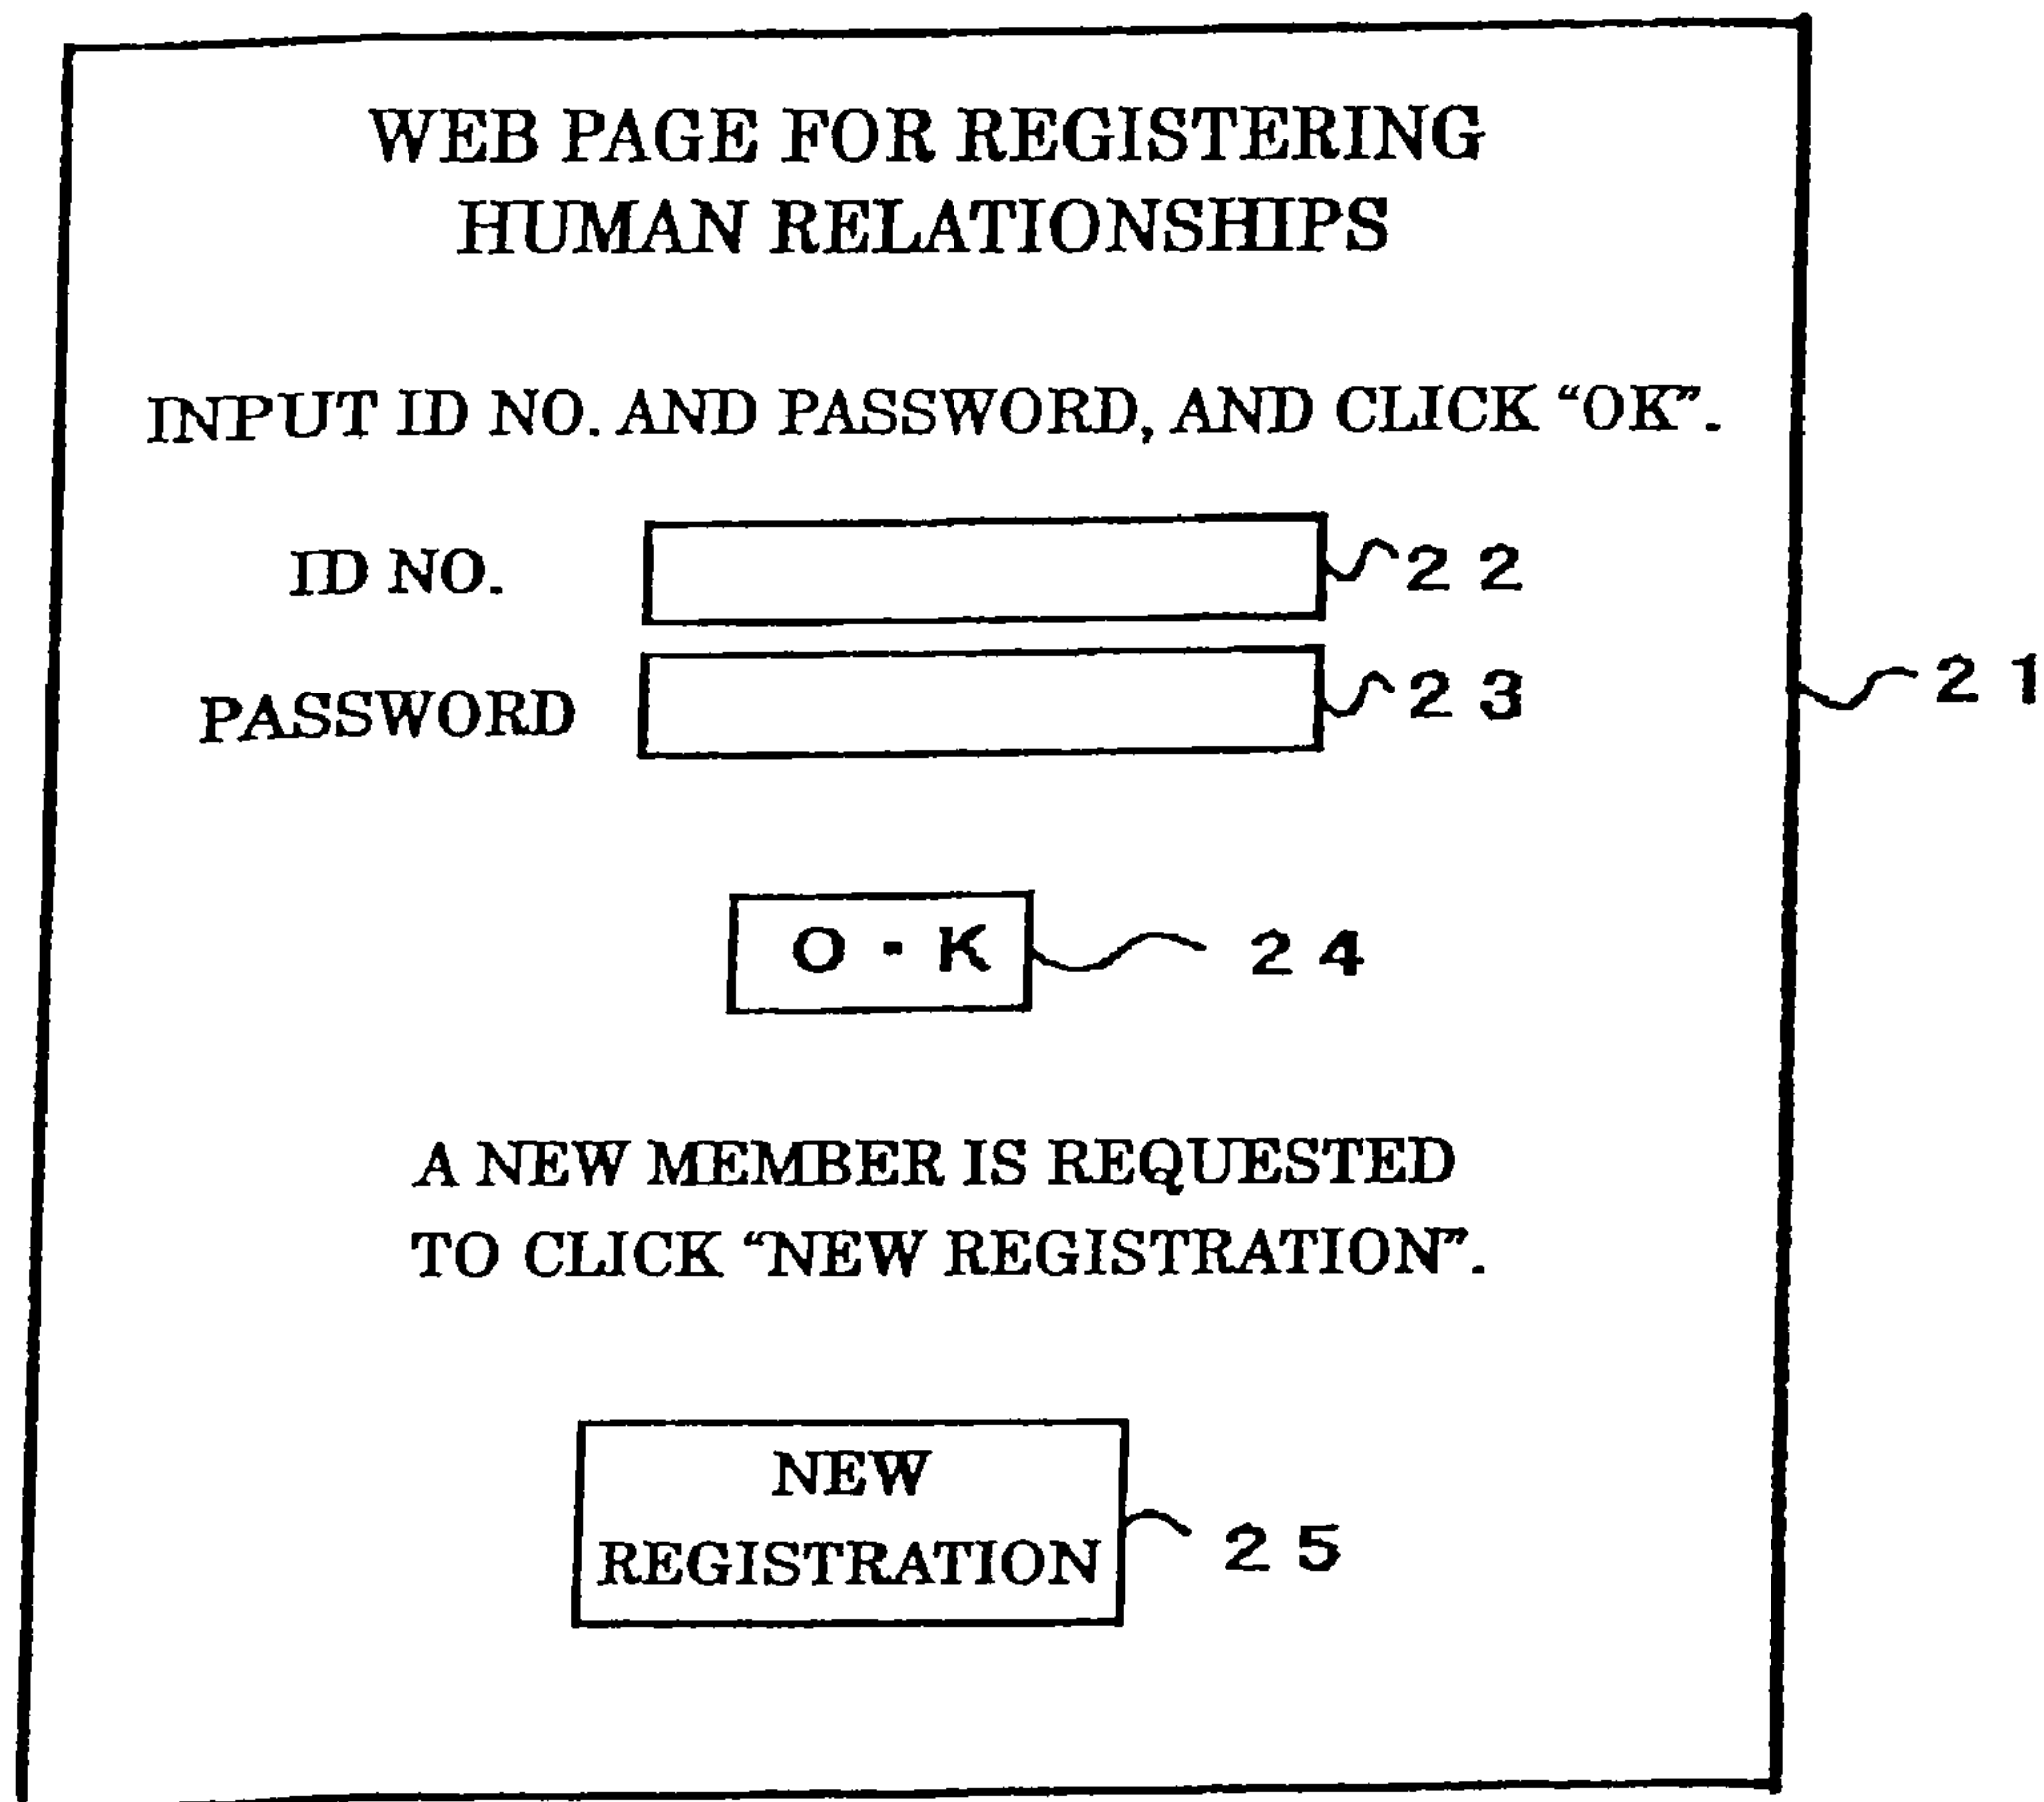 WEB PAGE FOR REGISTERING
HUMAN RELATIONSHIPS
INPUT ID NO. AND PASSWORD, AND CLICK “OK”.
ID NO.
22
PASSWORD
23
21
O・K
24
A NEW MEMBER IS REQUESTED
TO CLICK “NEW REGISTRATION”.
NEW
REGISTRATION
25